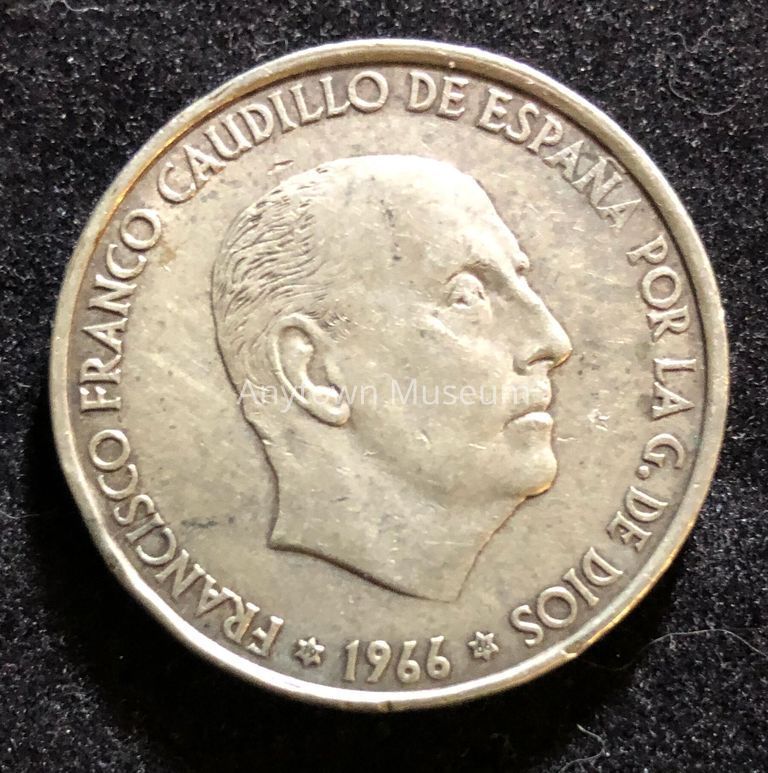 FRANCISCO FRANCO CAUDILLO DE ESPAÑA POR LA G. DE DIOS
1966
Anytown Museum